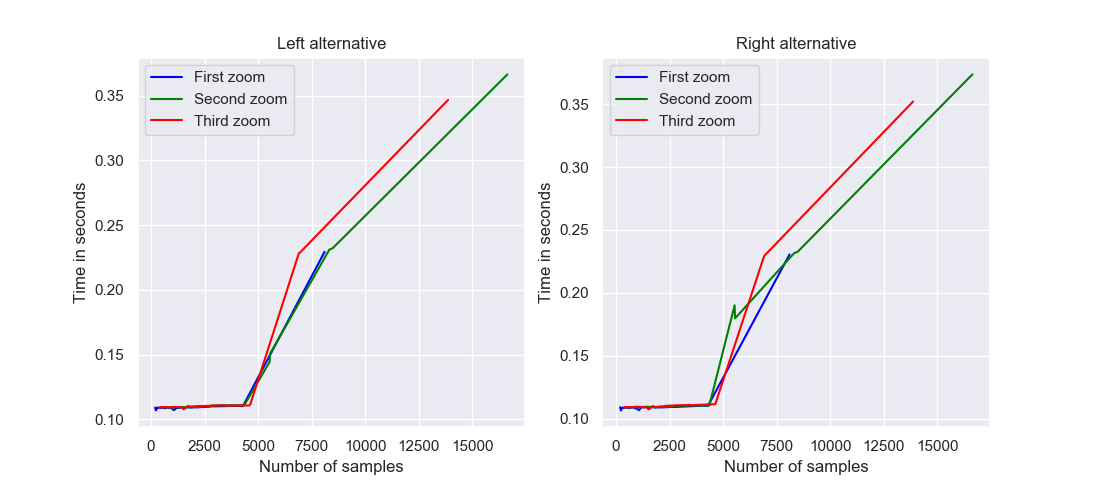 Left alternative
First zoom
Second zoom
Third zoom
0.35
0.30
0.25
0.20
0.15
0.10
Time in seconds
0
2500
5000
7500
10000
12500
15000
Number of samples
Right alternative
First zoom
Second zoom
Third zoom
0.35
0.30
0.25
0.20
0.15
0.10
Time in seconds
0
2500
5000
7500
10000
12500
15000
Number of samples